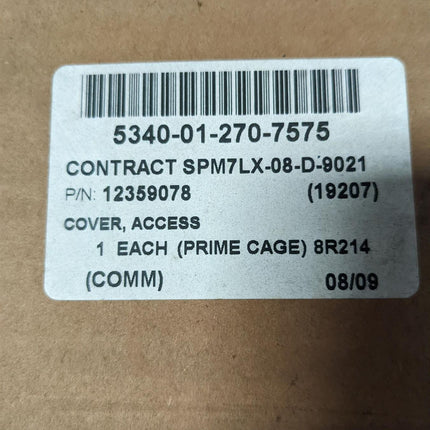 5340-01-270-7575
CONTRACT SPM7LX-08-D-9021
P/N: 12359078 (19207)
COVER, ACCESS
1 EACH (PRIME CAGE) 8R214
(COMM) 08/09